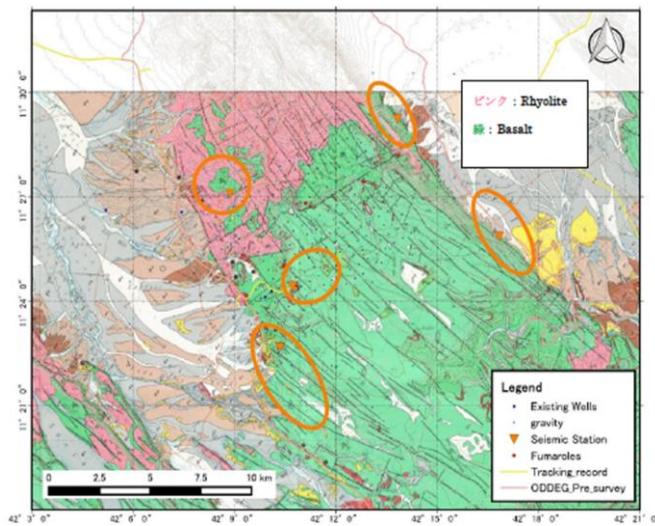 ピンク : Rhyolite
緑 : Basalt
11° 30' 0"
11° 27' 0"
11° 24' 0"
11° 21' 0"
Legend
Existing Wells
gravity
Seismic Station
Fumaroles
Tracking_record
ODDEG_Pre_survey
0 2.5 5 7.5 10 km
42° 3' 0"
42° 6' 0"
42° 9' 0"
42° 12' 0"
42° 15' 0"
42° 18' 0"
42° 21' 0"